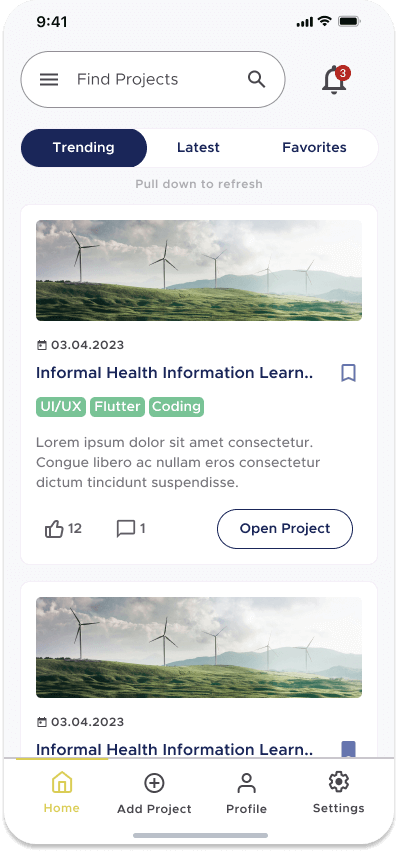 9:41
Find Projects
3
Trending Latest Favorites
Pull down to refresh
03.04.2023
Informal Health Information Learn..
UI/UX Flutter Coding
Lorem ipsum dolor sit amet consectetur.
Congue libero ac nullam eros consectetur
dictum tincidunt suspendisse.
12 1 Open Project
03.04.2023
Informal Health Information Learn..
Home Add Project Profile Settings